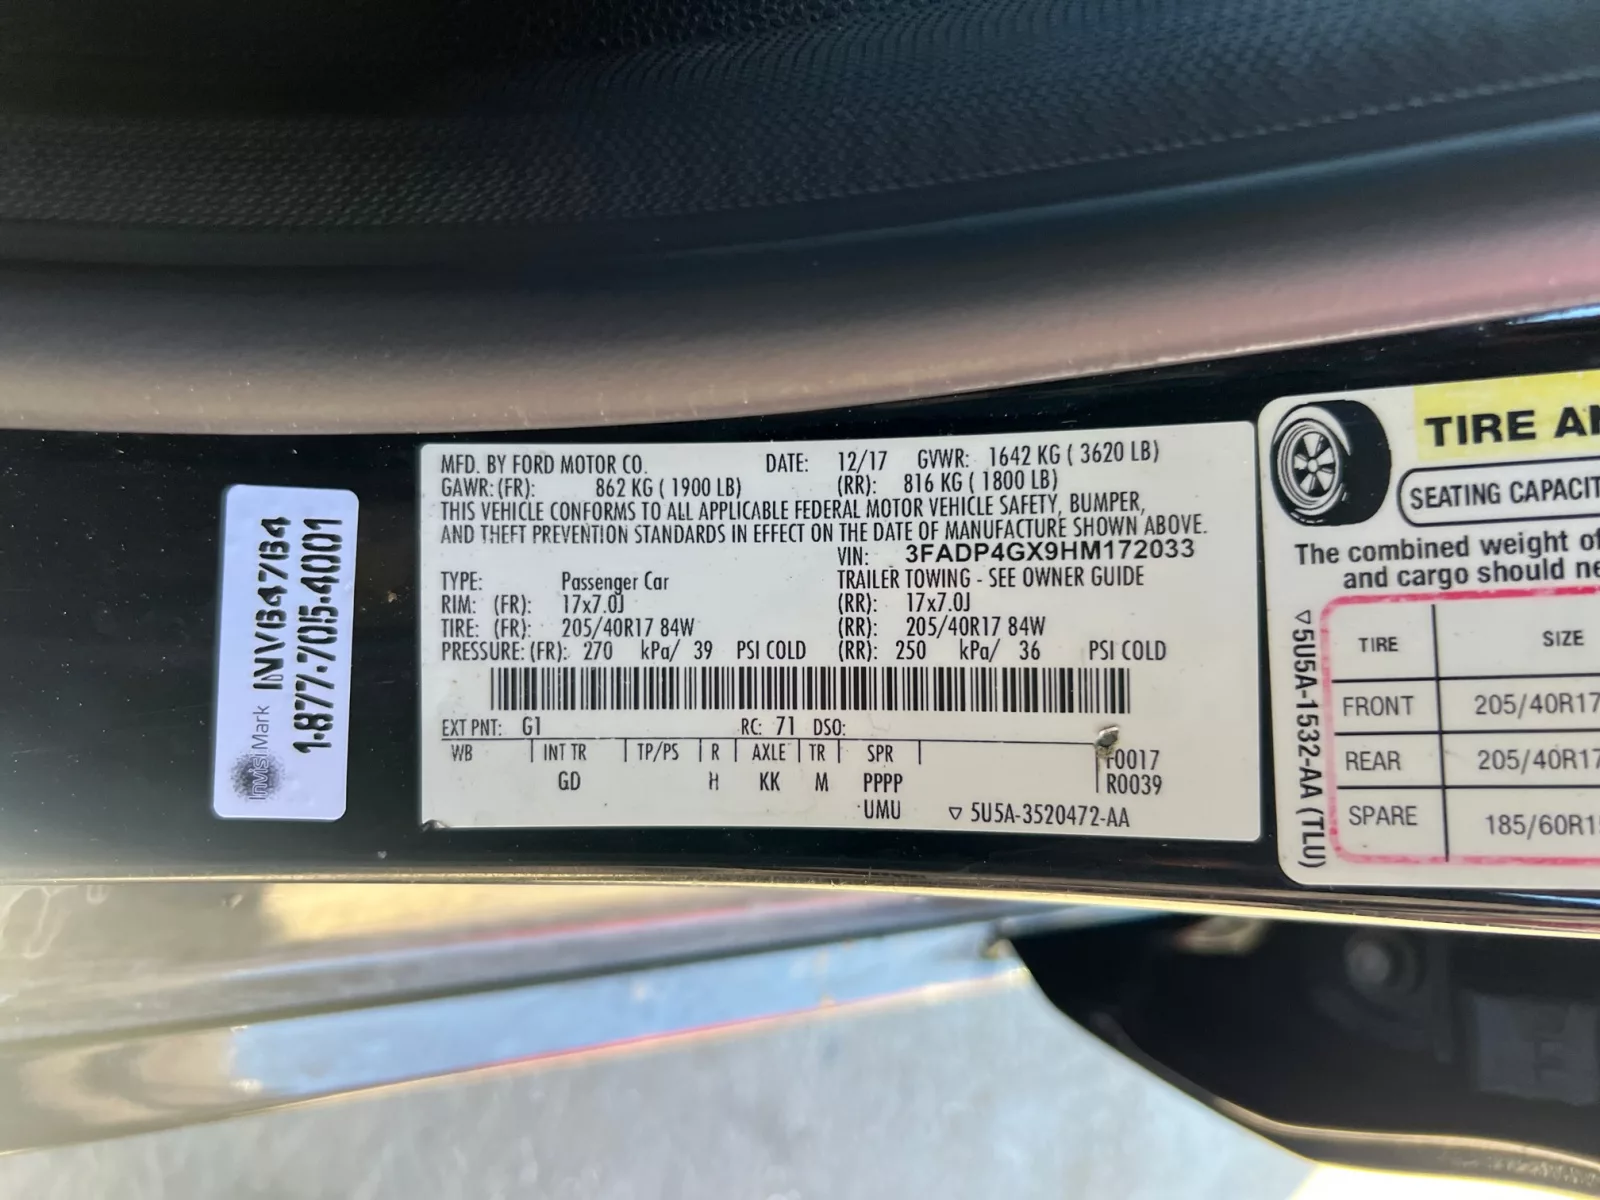 Invisi Mark INVB47B4
1-877-705-4001
MFD. BY FORD MOTOR CO. DATE: 12/17 GVWR: 1642 KG ( 3620 LB)
GAWR: (FR): 862 KG ( 1900 LB) (RR): 816 KG ( 1800 LB)
THIS VEHICLE CONFORMS TO ALL APPLICABLE FEDERAL MOTOR VEHICLE SAFETY, BUMPER,
AND THEFT PREVENTION STANDARDS IN EFFECT ON THE DATE OF MANUFACTURE SHOWN ABOVE.
VIN: 3FADP4GX9HM172033
TYPE: Passenger Car TRAILER TOWING - SEE OWNER GUIDE
RIM: (FR): 17x7.0J (RR): 17x7.0J
TIRE: (FR): 205/40R17 84W (RR): 205/40R17 84W
PRESSURE: (FR): 270 kPa/ 39 PSI COLD (RR): 250 kPa/ 36 PSI COLD
EXT PNT: G1 RC: 71 DSO:
WB INT TR TP/PS R AXLE TR SPR
F0017
GD H KK M PPPP R0039
UMU ▽ 5U5A-3520472-AA
TIRE A
SEATING CAPACIT
The combined weight of
and cargo should ne
▽5U5A-1532-AA (TLU)
TIRE SIZE
FRONT 205/40R17
REAR 205/40R17
SPARE 185/60R1